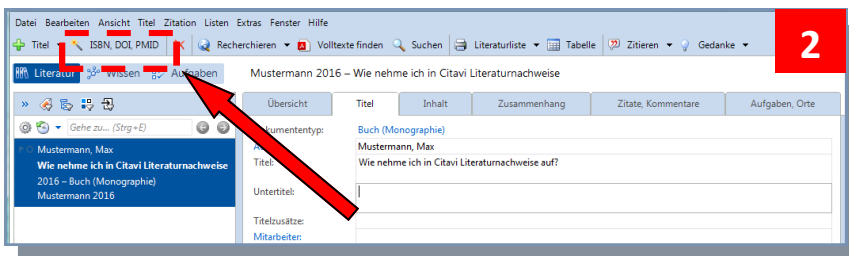 Datei Bearbeiten Ansicht Titel Zitation Listen Extras Fenster Hilfe
Titel ISBN, DOI, PMID Recherchieren Volltexte finden Suchen Literaturliste Tabelle Zitieren Gedanke
2
Literatur Wissen Aufgaben Mustermann 2016 – Wie nehme ich in Citavi Literaturnachweise
» Übersicht Titel Inhalt Zusammenhang Zitate, Kommentare Aufgaben, Orte
Gehe zu... (Strg+E) Dokumententyp: Buch (Monographie)
Mustermann, Max Mustermann, Max
Wie nehme ich in Citavi Literaturnachweise Titel: Wie nehme ich in Citavi Literaturnachweise auf?
2016 – Buch (Monographie)
Mustermann 2016 Untertitel:
Titelzusätze:
Mitarbeiter: